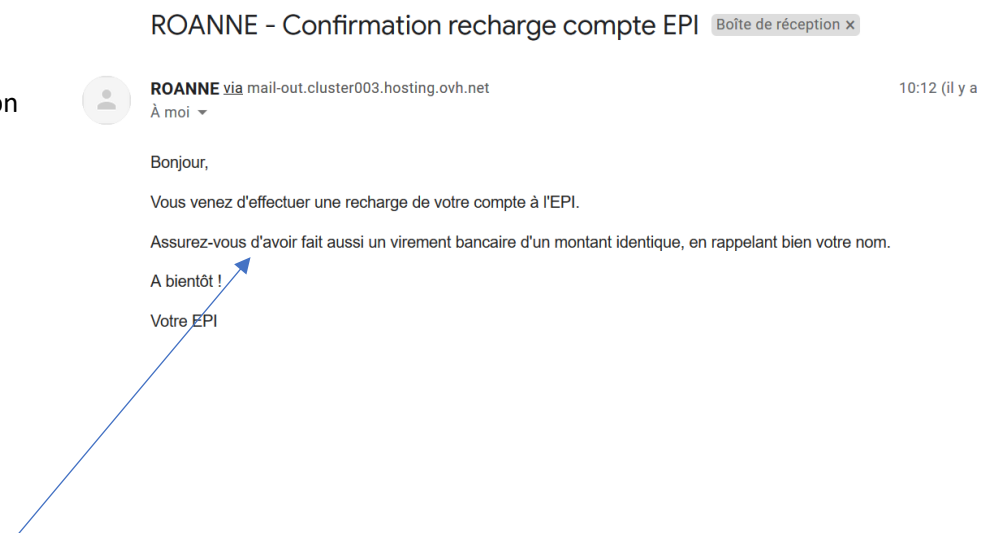 ROANNE - Confirmation recharge compte EPI Boîte de réception x
on
ROANNE via mail-out.cluster003.hosting.ovh.net 10:12 (il y a
À moi
Bonjour,
Vous venez d'effectuer une recharge de votre compte à l'EPI.
Assurez-vous d'avoir fait aussi un virement bancaire d'un montant identique, en rappelant bien votre nom.
A bientôt !
Votre EPI